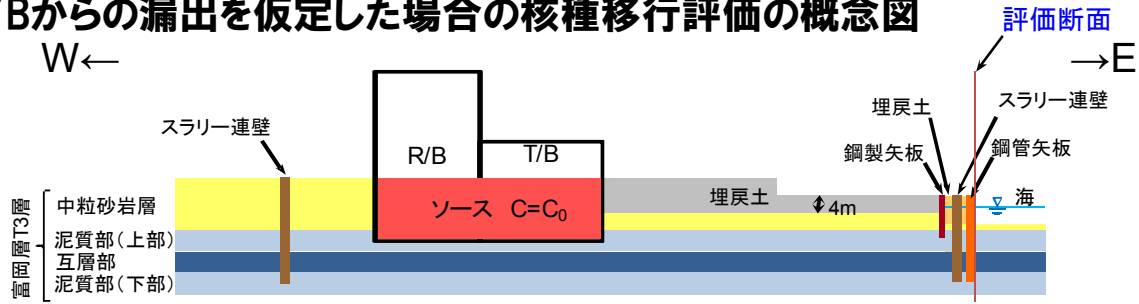 Bからの漏出を仮定した場合の核種移行評価の概念図
評価断面
W←
→E
スラリー連壁
埋戻土
スラリー連壁
R/B
T/B
鋼製矢板
鋼管矢板
ソース C=C₀
埋戻土
4m
海
富岡層T3層
中粒砂岩層
泥質部(上部)
互層部
泥質部(下部)